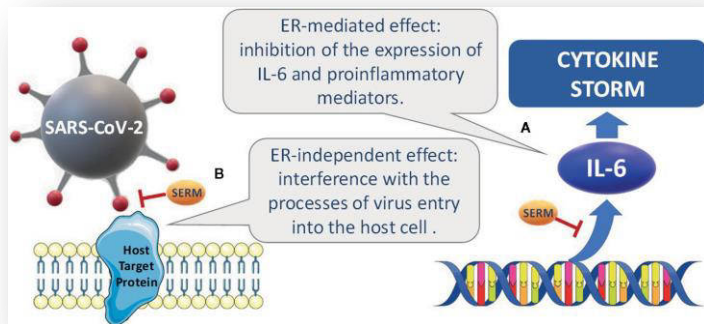 ER-mediated effect:
inhibition of the expression of
IL-6 and proinflammatory
mediators.
CYTOKINE
STORM
A
IL-6
SERM
SARS-CoV-2
B
SERM
ER-independent effect:
interference with the
processes of virus entry
into the host cell .
Host
Target
Protein